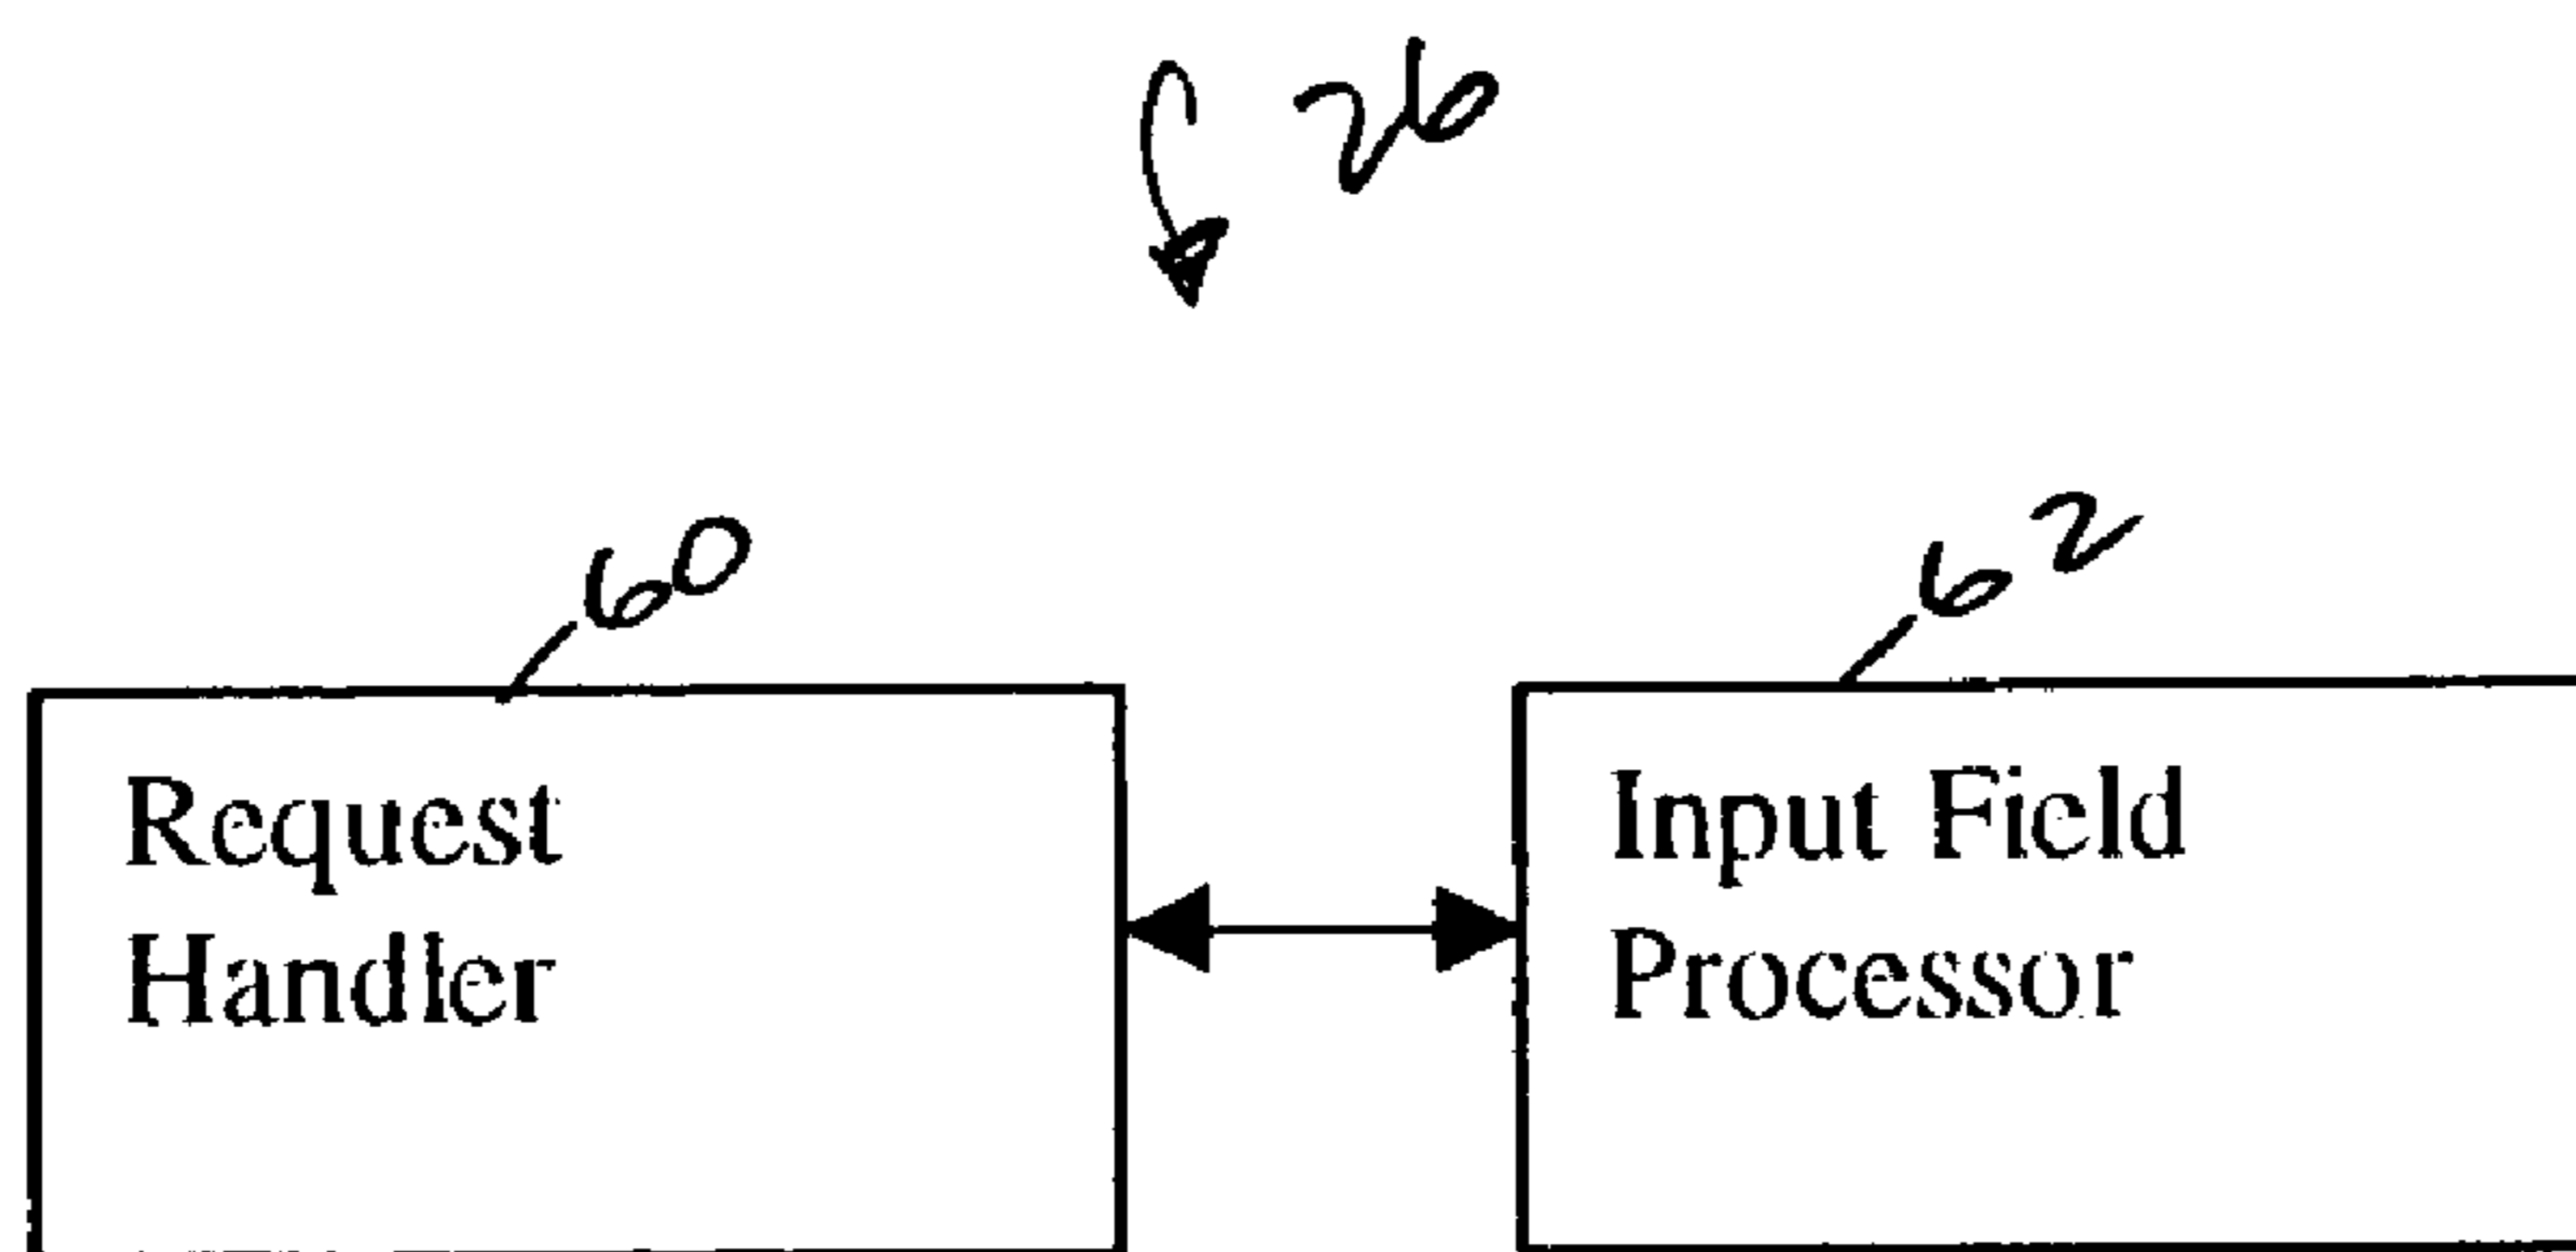 26
60
62
Request
Handler
Input Field
Processor